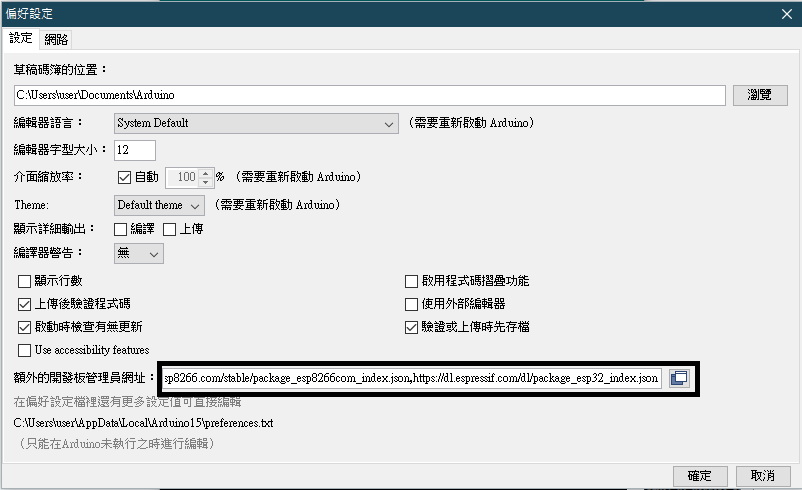 偏好設定
設定 網路
草稿碼簿的位置：
C:\Users\user\Documents\Arduino 瀏覽
編輯器語言： System Default （需要重新啟動 Arduino）
編輯器字型大小： 12
介面縮放率： 自動 100 % （需要重新啟動 Arduino）
Theme: Default theme （需要重新啟動 Arduino）
顯示詳細輸出： 編譯 上傳
編譯器警告： 無
顯示行數 啟用程式碼摺疊功能
上傳後驗證程式碼 使用外部編輯器
啟動時檢查有無更新 驗證或上傳時先存檔
Use accessibility features
額外的開發板管理員網址： sp8266.com/stable/package_esp8266com_index.json,https://dl.espressif.com/dl/package_esp32_index.json
在偏好設定檔裡還有更多設定值可直接編輯
C:\Users\user\AppData\Local\Arduino15\preferences.txt
（只能在Arduino未執行之時進行編輯）
確定 取消